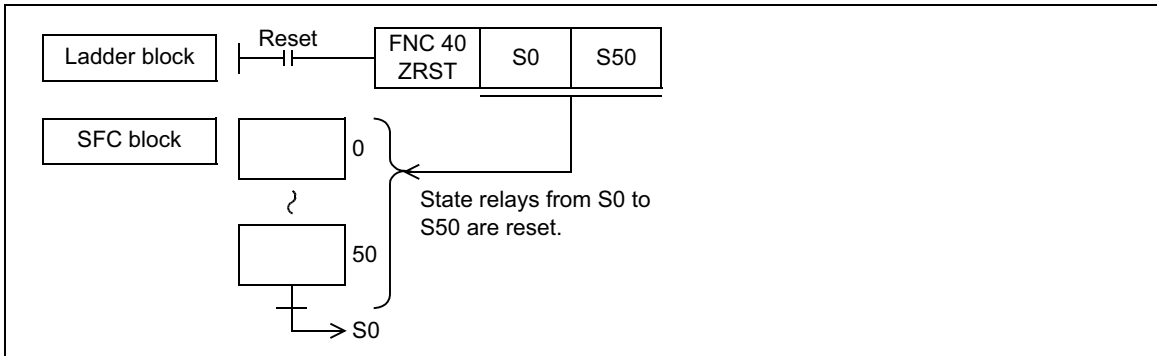 Ladder block
Reset
FNC 40
ZRST
S0
S50
SFC block
0
State relays from S0 to
S50 are reset.
50
S0